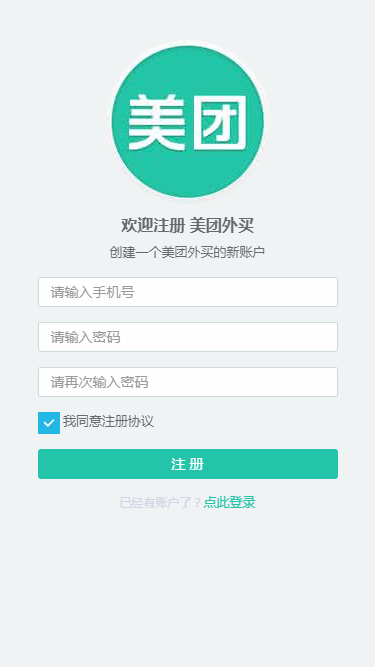 美团
欢迎注册 美团外买
创建一个美团外买的新账户
请输入手机号
请输入密码
请再次输入密码
我同意注册协议
注 册
已经有账户了？点此登录